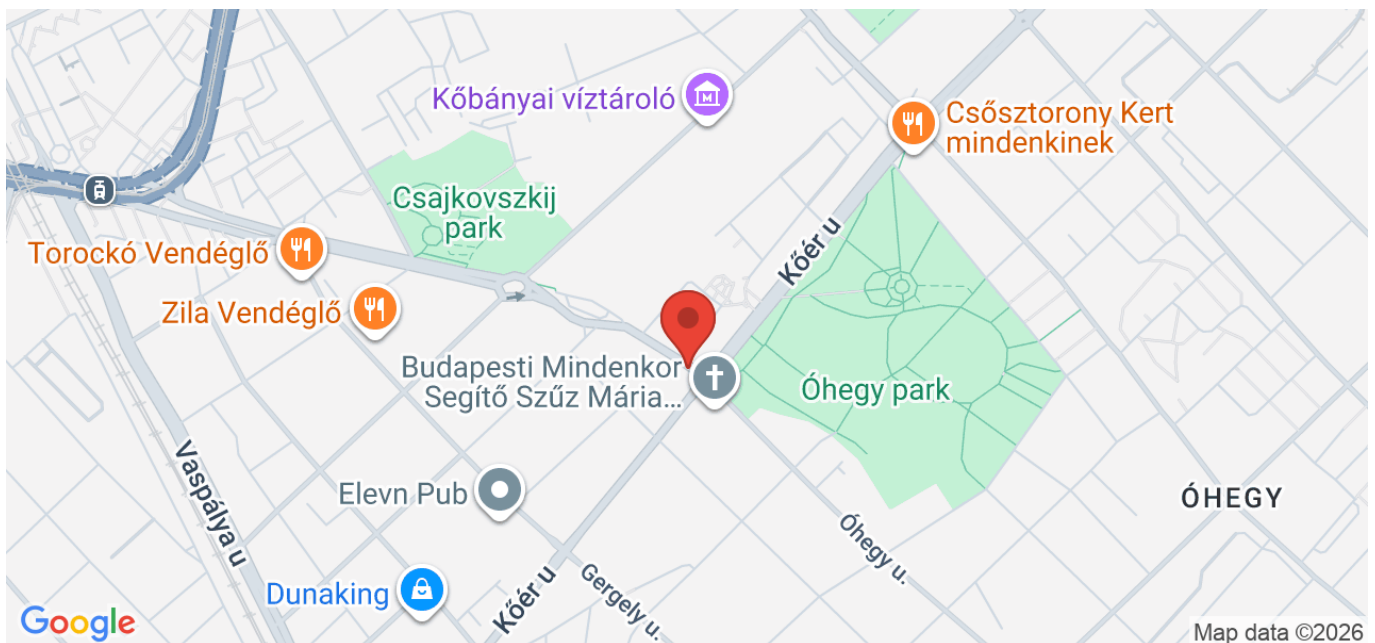 Kőbányai víztároló
Csősztorony Kert
mindenkinek
Csajkovszkij
park
Kőér u
Torockó Vendéglő
Zila Vendéglő
Budapesti Mindenkor
Segítő Szűz Mária...
Óhegy park
Vaspálya u
Elevn Pub
ÓHEGY
Óhegy u.
Dunaking
Kőér u
Gergely u.
Google
Map data ©2026